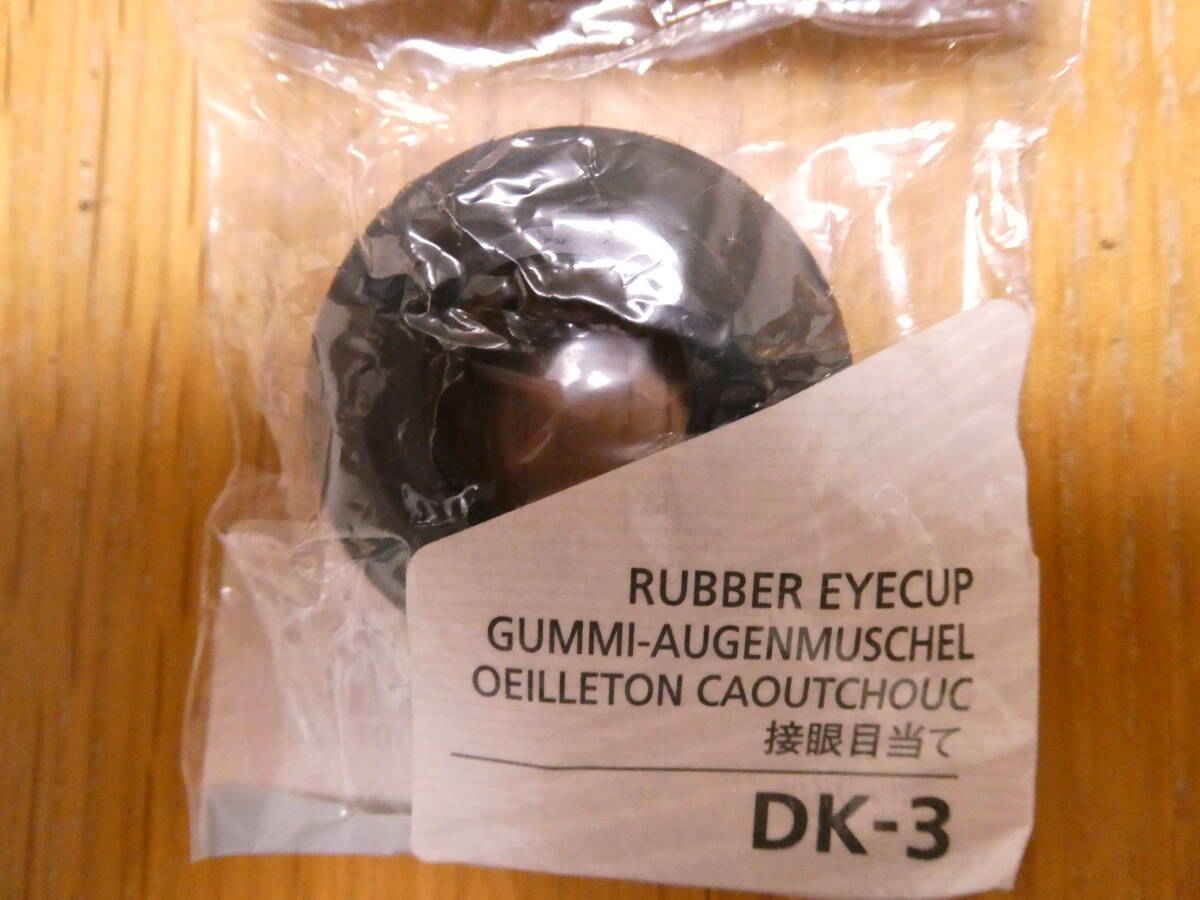 RUBBER EYECUP
GUMMI-AUGENMUSCHEL
OEILLETON CAOUTCHOUC
接眼目当て
DK-3